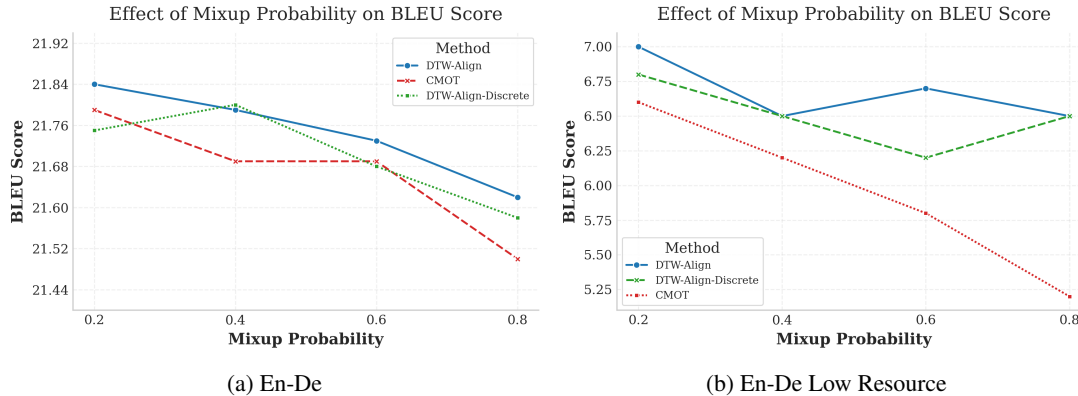 Effect of Mixup Probability on BLEU Score
21.92
21.84
21.76
21.68
21.60
21.52
21.44
BLEU Score
Method
DTW-Align
CMOT
DTW-Align-Discrete
0.2 0.4 0.6 0.8
Mixup Probability
(a) En-De
Effect of Mixup Probability on BLEU Score
7.00
6.75
6.50
6.25
6.00
5.75
5.50
5.25
BLEU Score
Method
DTW-Align
DTW-Align-Discrete
CMOT
0.2 0.4 0.6 0.8
Mixup Probability
(b) En-De Low Resource